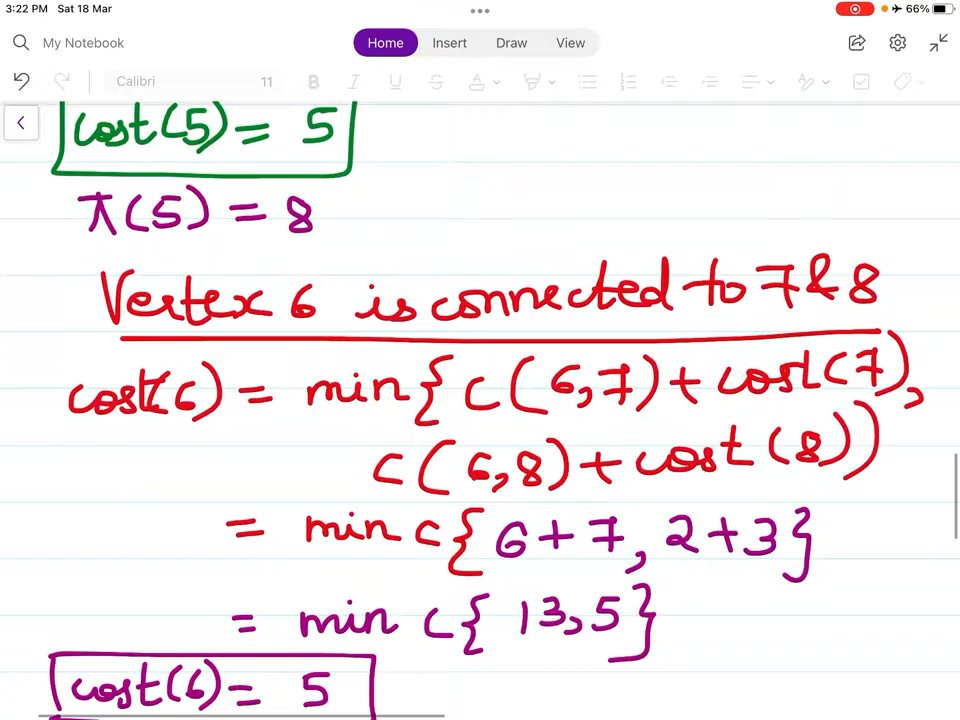 3:22 PM Sat 18 Mar
66%
My Notebook
Home Insert Draw View
Calibri 11 B I U S A
cost(5) = 5
π(5) = 8
Vertex 6 is connected to 7 & 8
cost(6) = min{ c(6,7) + cost(7),
c(6,8) + cost(8))
= min c{ 6+7, 2+3}
= min c{ 13,5}
cost(6) = 5